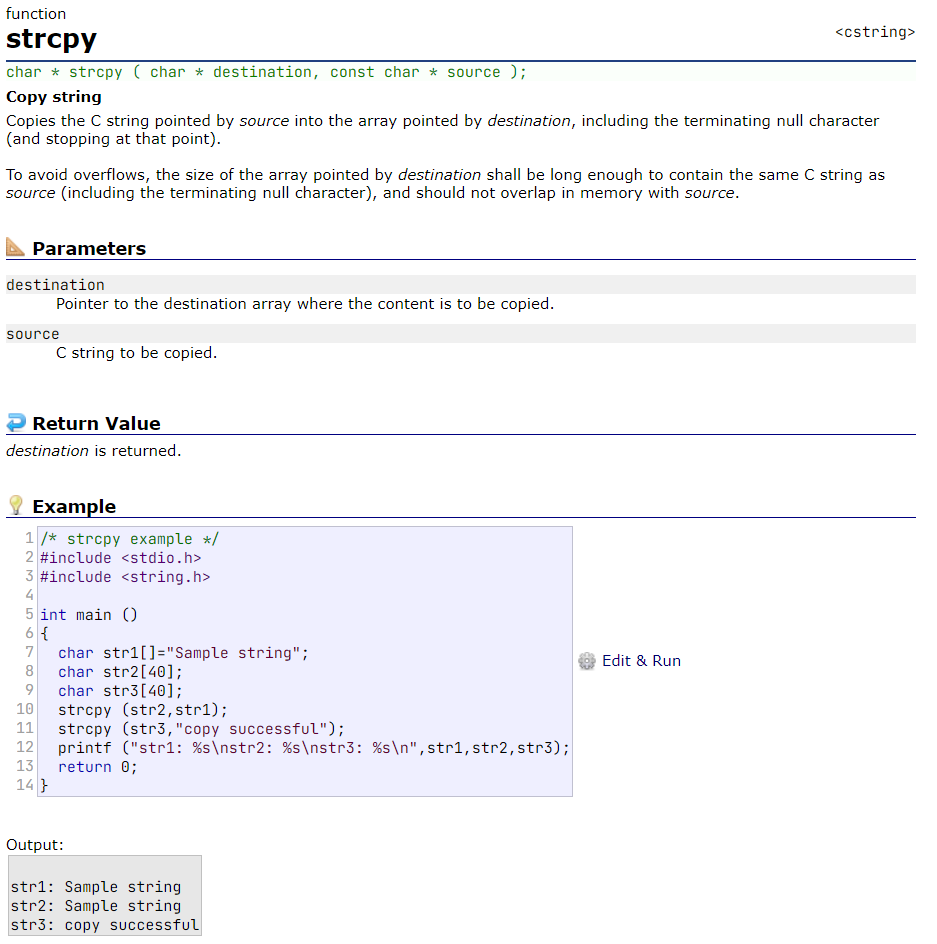 function
strcpy
<cstring>
char * strcpy ( char * destination, const char * source );
Copy string
Copies the C string pointed by source into the array pointed by destination, including the terminating null character
(and stopping at that point).
To avoid overflows, the size of the array pointed by destination shall be long enough to contain the same C string as
source (including the terminating null character), and should not overlap in memory with source.
Parameters
destination
Pointer to the destination array where the content is to be copied.
source
C string to be copied.
Return Value
destination is returned.
Example
1 /* strcpy example */
2 #include <stdio.h>
3 #include <string.h>
4
5 int main ()
6 {
7   char str1[]="Sample string";
8   char str2[40];
9   char str3[40];
10   strcpy (str2,str1);
11   strcpy (str3,"copy successful");
12   printf ("str1: %s\nstr2: %s\nstr3: %s\n",str1,str2,str3);
13   return 0;
14 }
Edit & Run
Output:
str1: Sample string
str2: Sample string
str3: copy successful